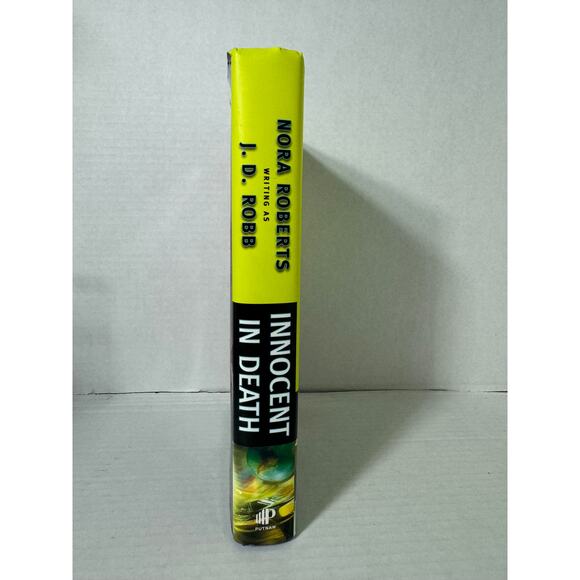 NORA ROBERTS
WRITING AS
J. D. ROBB
INNOCENT
IN DEATH
PUTNAM